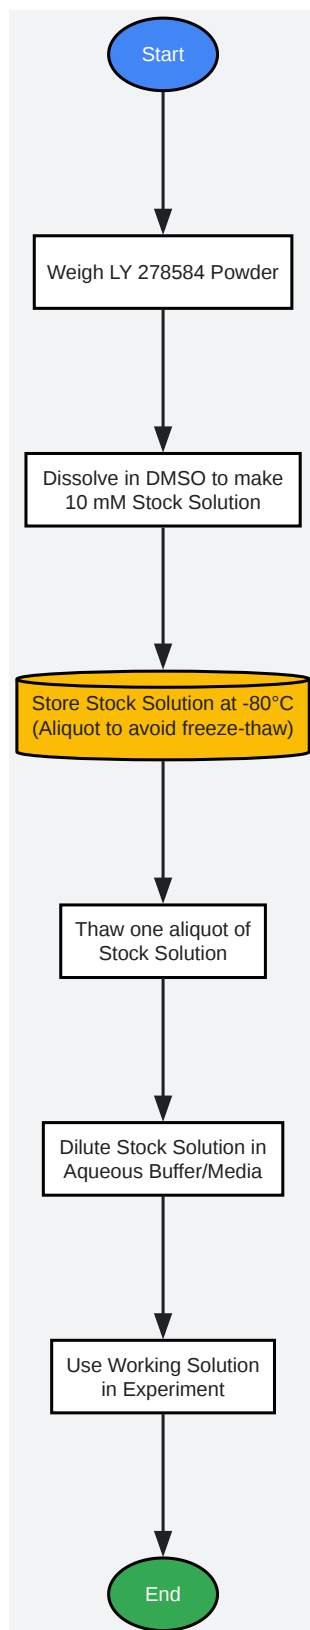 Start
Weigh LY 278584 Powder
Dissolve in DMSO to make
10 mM Stock Solution
Store Stock Solution at -80°C
(Aliquot to avoid freeze-thaw)
Thaw one aliquot of
Stock Solution
Dilute Stock Solution in
Aqueous Buffer/Media
Use Working Solution
in Experiment
End